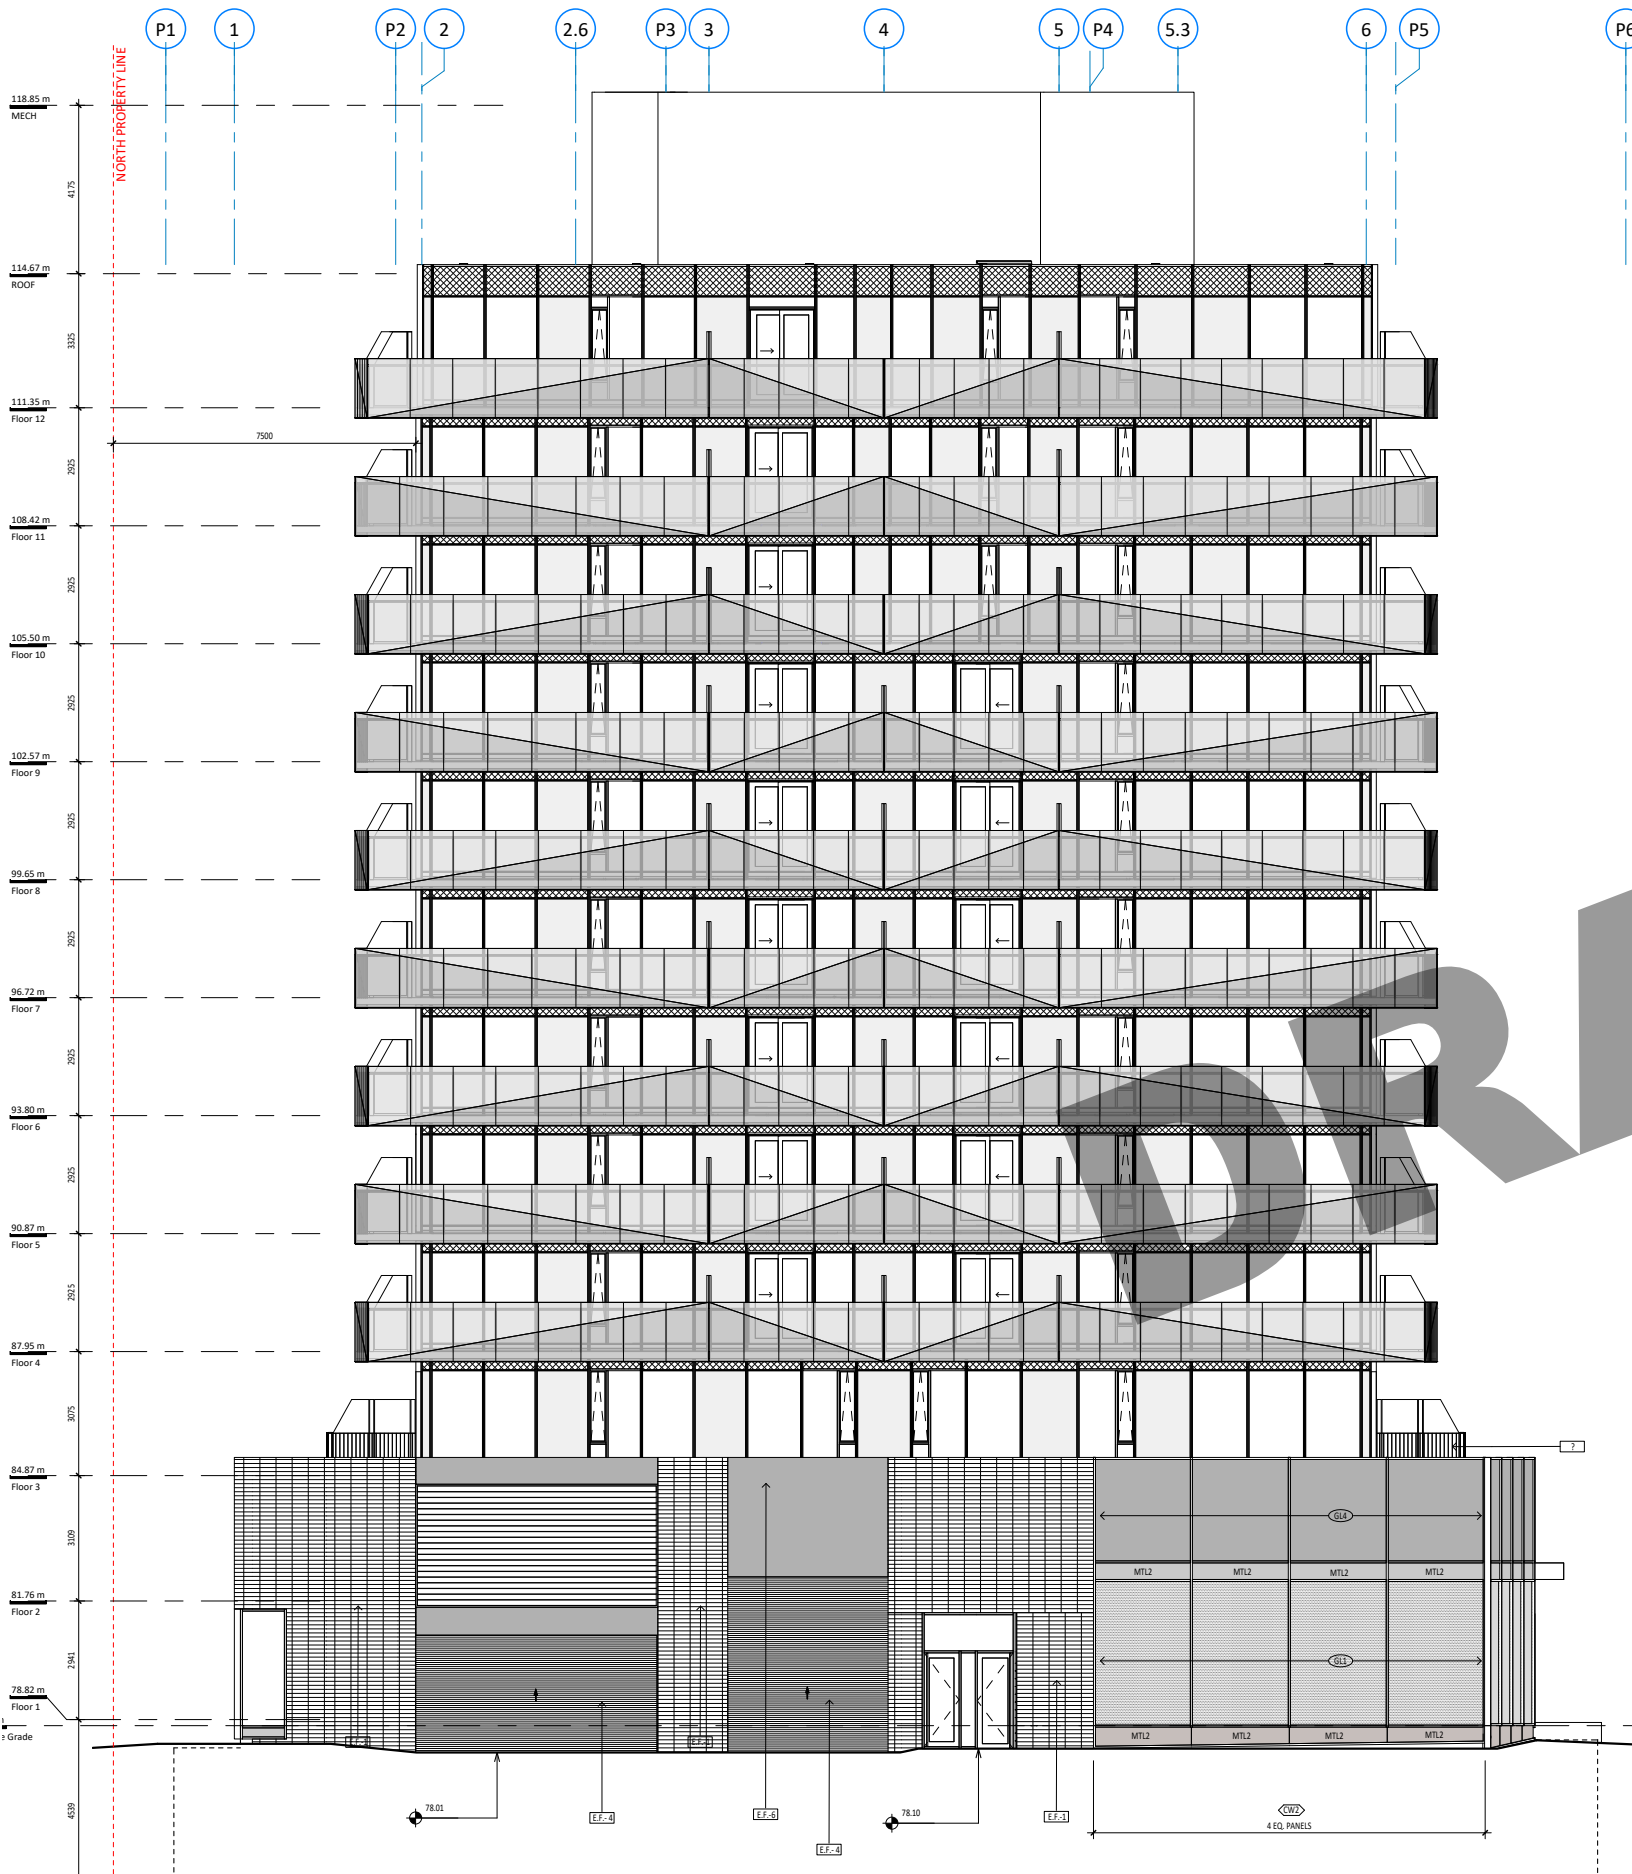 P1 1 P2 2 2.6 P3 3 4 5 P4 5.3 6 P5 P6
NORTH PROPERTY LINE
118.85 m
MECH
4175
114.67 m
ROOF
3325
111.35 m
Floor 12
7500
2925
108.42 m
Floor 11
2925
105.50 m
Floor 10
2925
102.57 m
Floor 9
2925
99.65 m
Floor 8
2925
96.72 m
Floor 7
2925
93.80 m
Floor 6
2925
90.87 m
Floor 5
2925
87.95 m
Floor 4
3075
?
84.87 m
Floor 3
GL4
3109
MTL2 MTL2 MTL2 MTL2
81.76 m
Floor 2
2941
GL1
78.82 m
Floor 1
e Grade
MTL2 MTL2 MTL2 MTL2
E.F.-1 E.F.-1
4539
78.01
E.F.- 4
E.F.-6
E.F.- 4
78.10
E.F.-1
CW2
4 EQ. PANELS
DRA